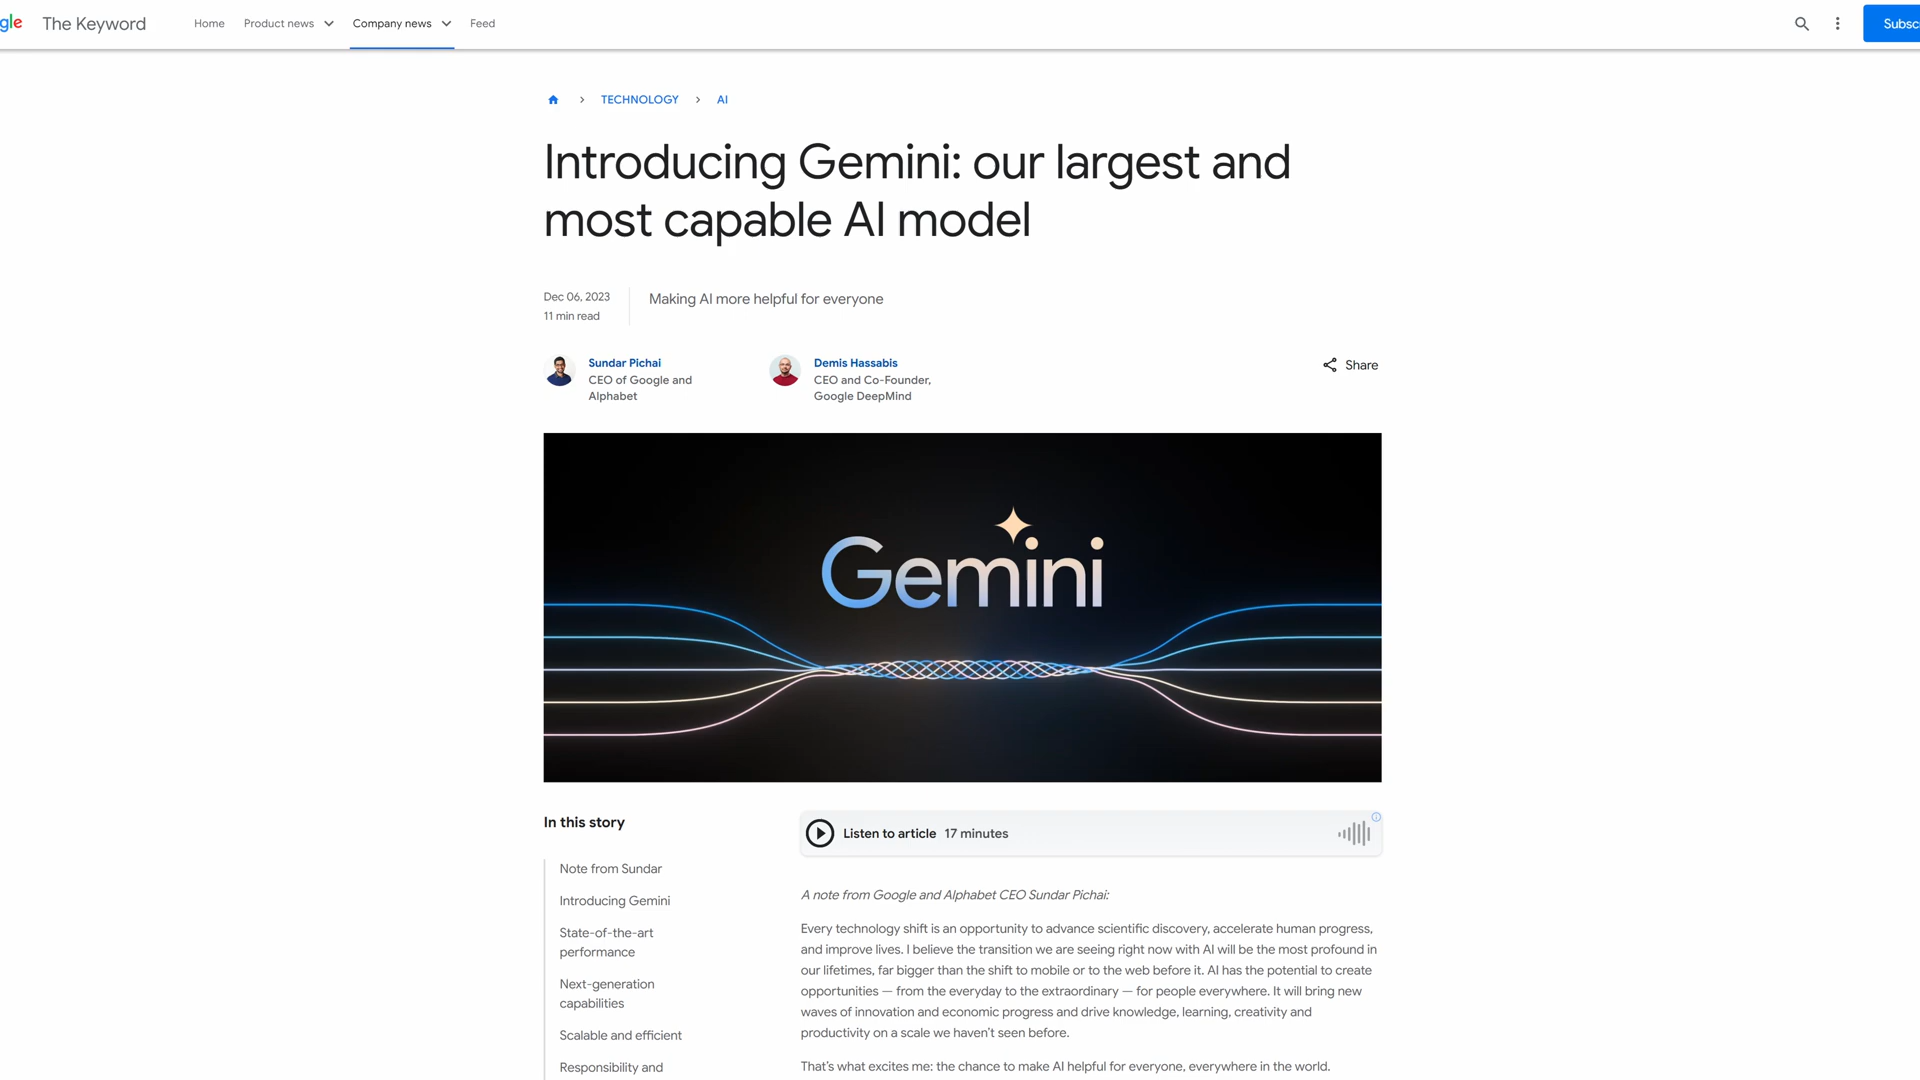 gle The Keyword Home Product news Company news Feed Subsc
TECHNOLOGY AI
Introducing Gemini: our largest and
most capable AI model
Dec 06, 2023
11 min read
Making AI more helpful for everyone
Sundar Pichai
CEO of Google and
Alphabet
Demis Hassabis
CEO and Co-Founder,
Google DeepMind
Share
Gemini
In this story
Note from Sundar
Introducing Gemini
State-of-the-art
performance
Next-generation
capabilities
Scalable and efficient
Responsibility and
Listen to article 17 minutes
A note from Google and Alphabet CEO Sundar Pichai:
Every technology shift is an opportunity to advance scientific discovery, accelerate human progress,
and improve lives. I believe the transition we are seeing right now with AI will be the most profound in
our lifetimes, far bigger than the shift to mobile or to the web before it. AI has the potential to create
opportunities — from the everyday to the extraordinary — for people everywhere. It will bring new
waves of innovation and economic progress and drive knowledge, learning, creativity and
productivity on a scale we haven't seen before.
That's what excites me: the chance to make AI helpful for everyone, everywhere in the world.